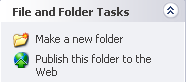 File and Folder Tasks
Make a new folder
Publish this folder to the
Web